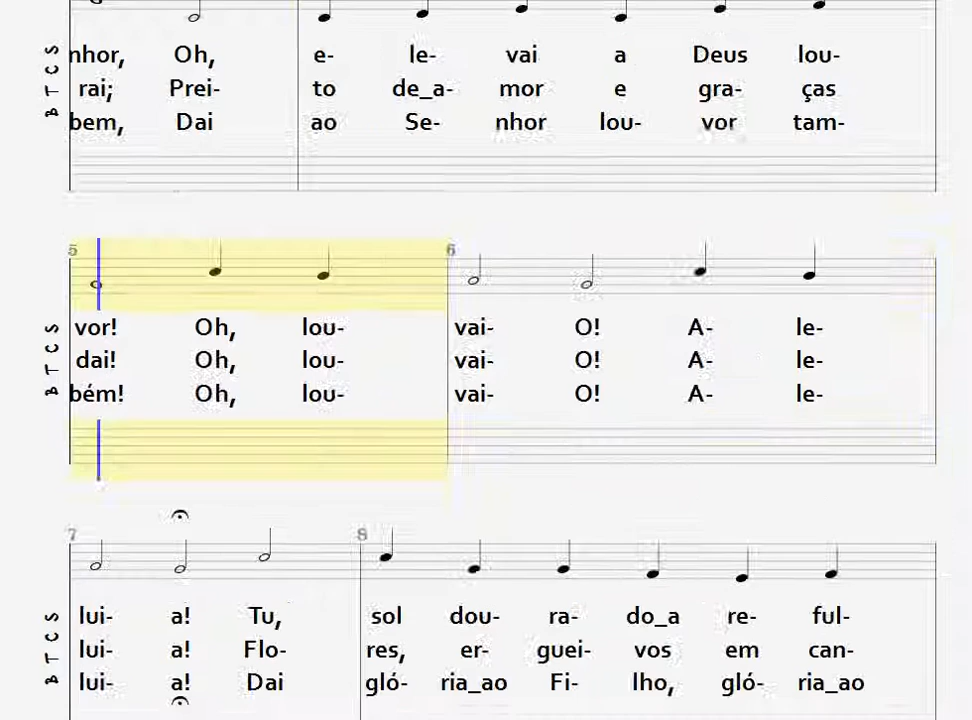 nhor, Oh, e- le- vai a Deus lou-
rai; Prei- to de_a- mor e gra- ças
bem, Dai ao Se- nhor lou- vor tam-
B T C S
5 6
vor! Oh, lou- vai- O! A- le-
dai! Oh, lou- vai- O! A- le-
bém! Oh, lou- vai- O! A- le-
B T C S
7 8
lui- a! Tu, sol dou- ra- do_a re- ful-
lui- a! Flo- res, er- guei- vos em can-
lui- a! Dai gló- ria_ao Fi- lho, gló- ria_ao
B T C S